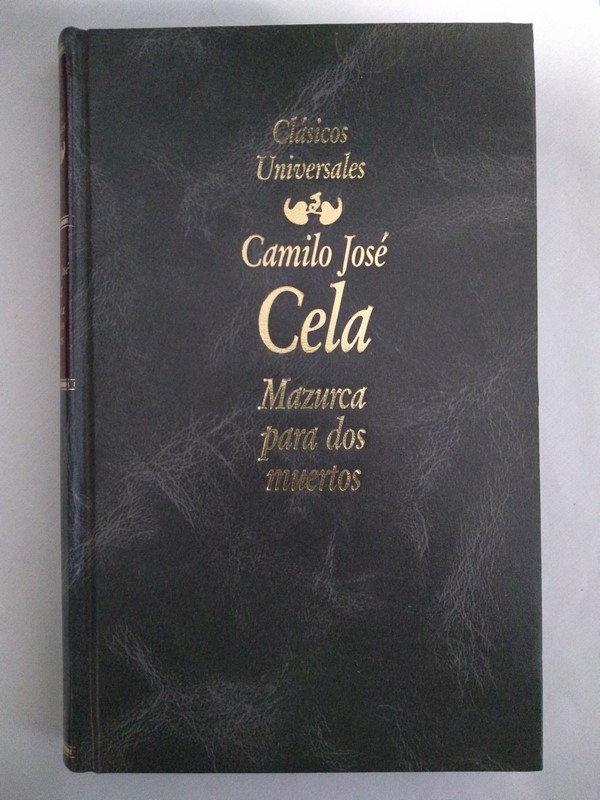 Clásicos
Universales
Camilo José
Cela
Mazurca
para dos
muertos